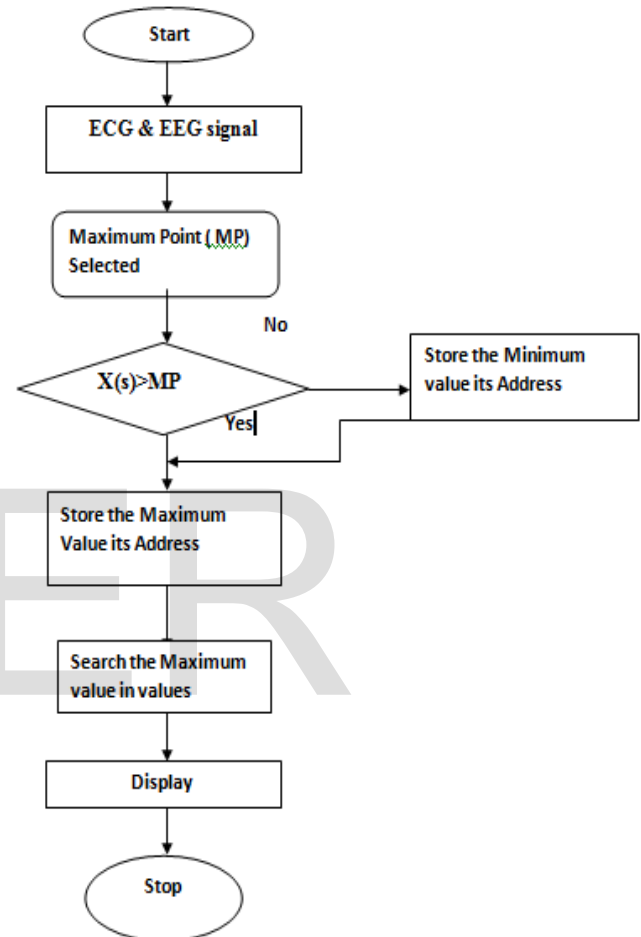 Start
ECG & EEG signal
Maximum Point ( MP)
Selected
No
X(s)>MP
Yes
Store the Minimum
value its Address
Store the Maximum
Value its Address
Search the Maximum
value in values
Display
Stop
ER